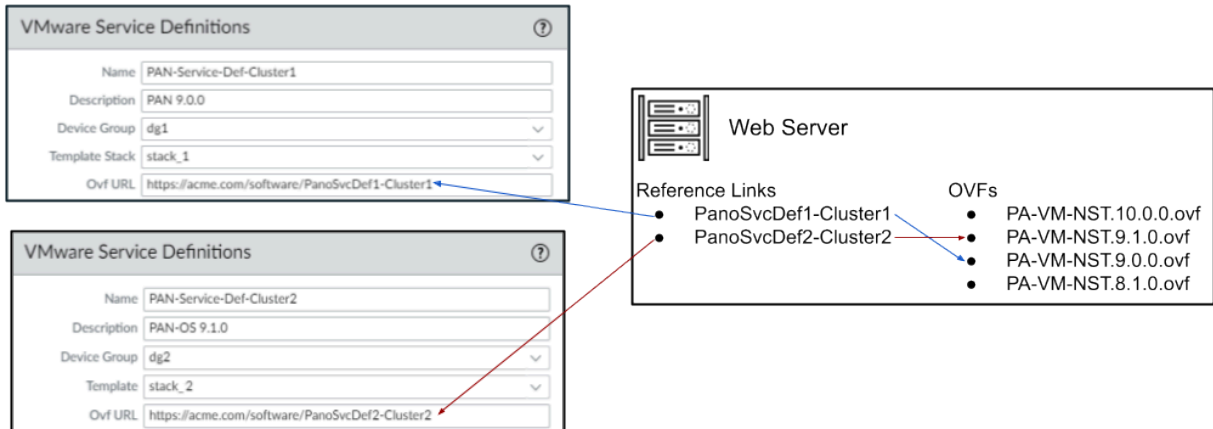 VMware Service Definitions
Name PAN-Service-Def-Cluster1
Description PAN 9.0.0
Device Group dg1
Template Stack stack_1
Ovf URL https://acme.com/software/PanoSvcDef1-Cluster1
VMware Service Definitions
Name PAN-Service-Def-Cluster2
Description PAN-OS 9.1.0
Device Group dg2
Template stack_2
Ovf URL https://acme.com/software/PanoSvcDef2-Cluster2
Web Server
Reference Links
PanoSvcDef1-Cluster1
PanoSvcDef2-Cluster2
OVFs
PA-VM-NST.10.0.0.ovf
PA-VM-NST.9.1.0.ovf
PA-VM-NST.9.0.0.ovf
PA-VM-NST.8.1.0.ovf